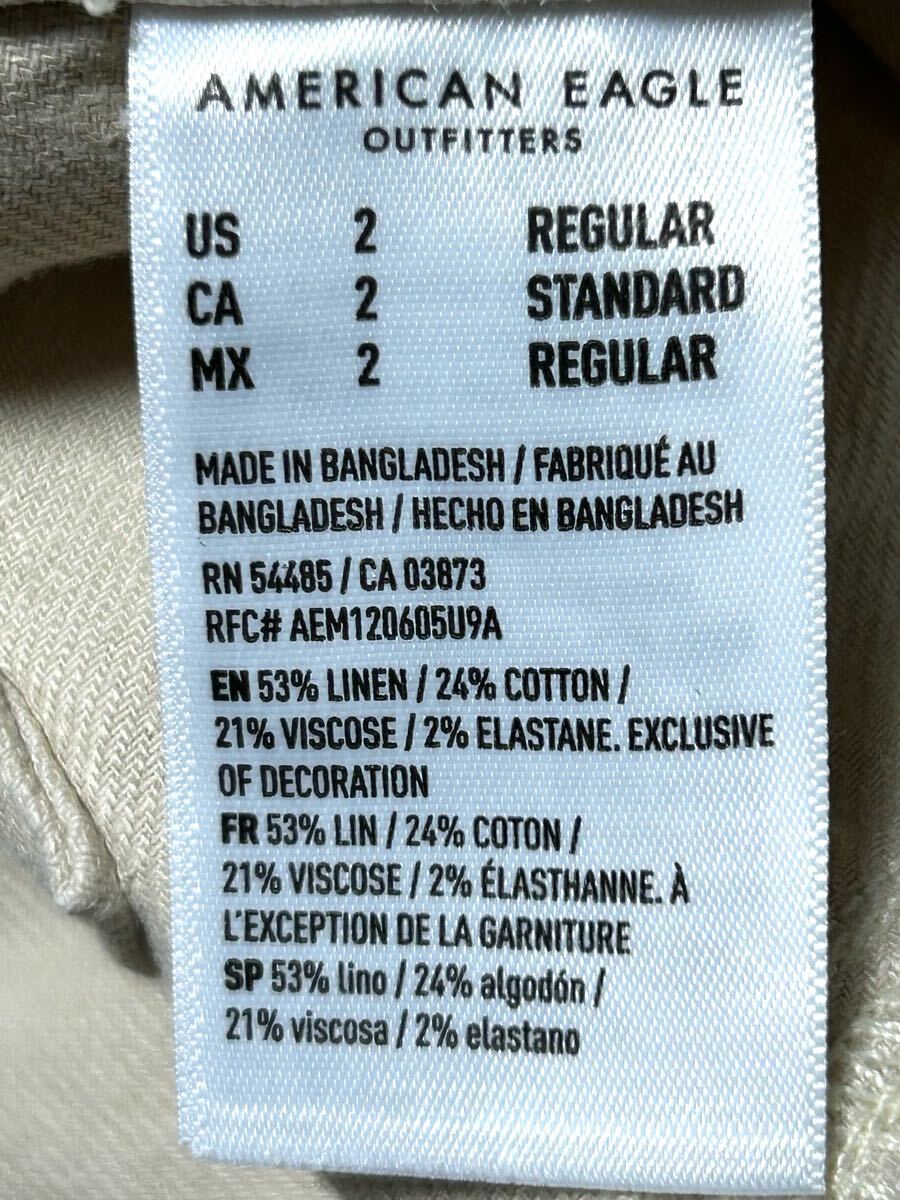 AMERICAN EAGLE
OUTFITTERS
US 2 REGULAR
CA 2 STANDARD
MX 2 REGULAR
MADE IN BANGLADESH / FABRIQUÉ AU
BANGLADESH / HECHO EN BANGLADESH
RN 54485 / CA 03873
RFC# AEM120605U9A
EN 53% LINEN / 24% COTTON /
21% VISCOSE / 2% ELASTANE. EXCLUSIVE
OF DECORATION
FR 53% LIN / 24% COTON /
21% VISCOSE / 2% ÉLASTHANNE. À
L'EXCEPTION DE LA GARNITURE
SP 53% lino / 24% algodón /
21% viscosa / 2% elastano